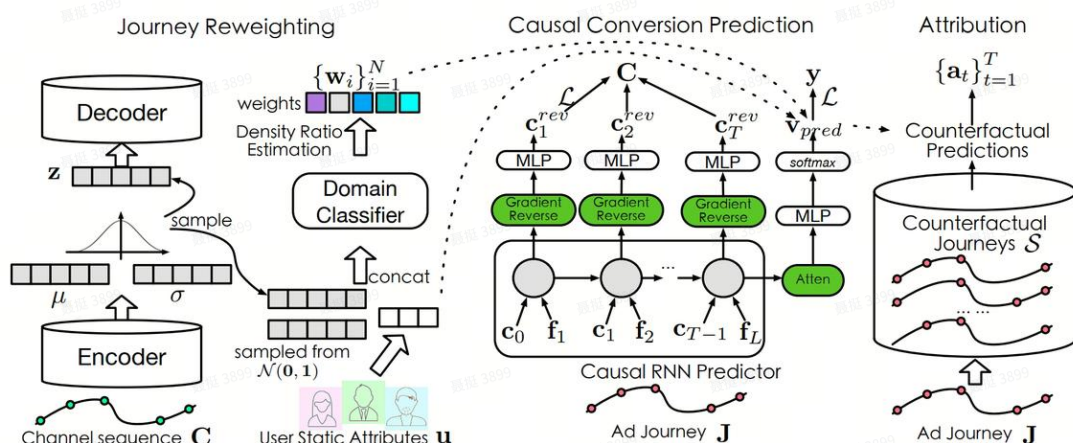 Journey Reweighting
Decoder
z
sample
μ
σ
Encoder
Channel sequence C
{w_i}_{i=1}^N
weights
Density Ratio
Estimation
Domain
Classifier
concat
sampled from
𝒩(0, 1)
User Static Attributes u
Causal Conversion Prediction
C
ℒ
c_1^{rev}
c_2^{rev}
c_T^{rev}
MLP
MLP
MLP
Gradient
Reverse
Gradient
Reverse
Gradient
Reverse
...
c_0
f_1
c_1
f_2
c_{T-1}
f_L
Causal RNN Predictor
Ad Journey J
y
ℒ
v_{pred}
softmax
MLP
Atten
Attribution
{a_t}_{t=1}^T
Counterfactual
Predictions
Counterfactual
Journeys 𝒮
... ...
Ad Journey J